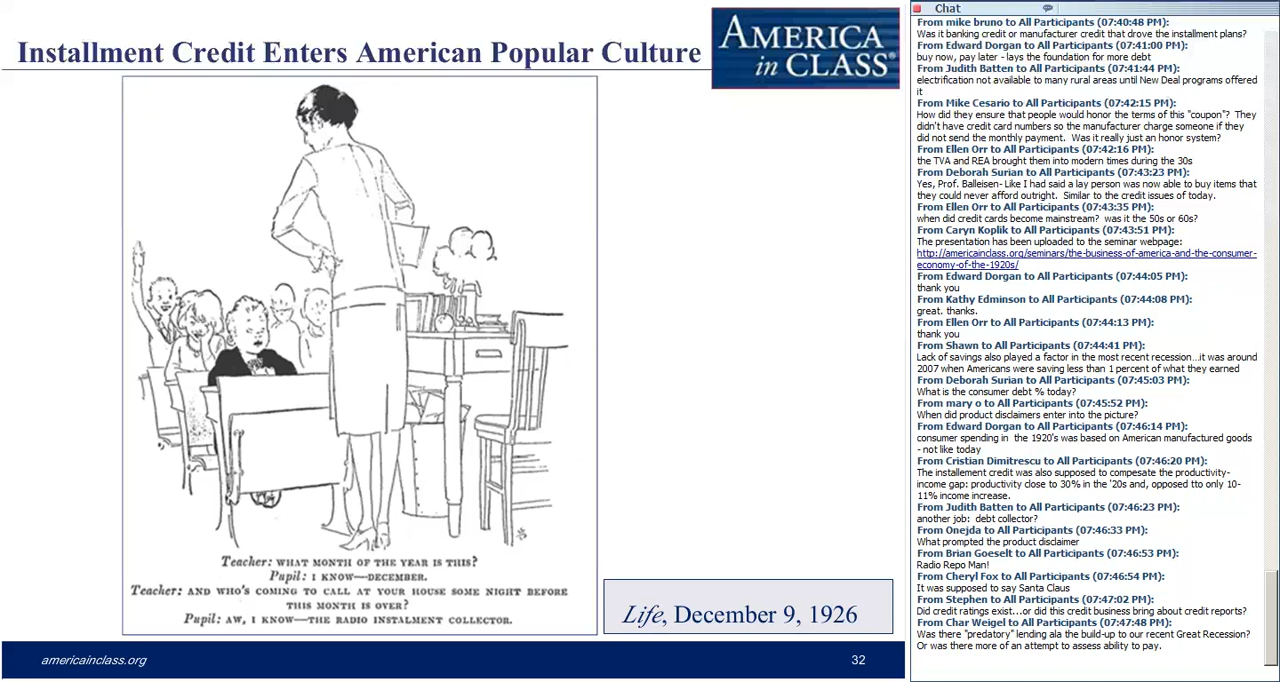 Installment Credit Enters American Popular Culture
AMERICA
in CLASS®
Teacher: WHAT MONTH OF THE YEAR IS THIS?
Pupil: I KNOW—DECEMBER.
Teacher: AND WHO'S COMING TO CALL AT YOUR HOUSE SOME NIGHT BEFORE
THIS MONTH IS OVER?
Pupil: AW, I KNOW—THE RADIO INSTALMENT COLLECTOR.
Life, December 9, 1926
americainclass.org
32
Chat
From mike bruno to All Participants (07:40:48 PM):
Was it banking credit or manufacturer credit that drove the installment plans?
From Edward Dorgan to All Participants (07:41:00 PM):
buy now, pay later - lays the foundation for more debt
From Judith Batten to All Participants (07:41:44 PM):
electrification not available to many rural areas until New Deal programs offered
it
From Mike Cesario to All Participants (07:42:15 PM):
How did they ensure that people would honor the terms of this "coupon"? They
didn't have credit card numbers so the manufacturer charge someone if they
did not send the monthly payment. Was it really just an honor system?
From Ellen Orr to All Participants (07:42:16 PM):
the TVA and REA brought them into modern times during the 30s
From Deborah Surian to All Participants (07:43:23 PM):
Yes, Prof. Balleisen- Like I had said a lay person was now able to buy items that
they could never afford outright. Similar to the credit issues of today.
From Ellen Orr to All Participants (07:43:35 PM):
when did credit cards become mainstream? was it the 50s or 60s?
From Caryn Koplik to All Participants (07:43:51 PM):
The presentation has been uploaded to the seminar webpage:
http://americainclass.org/seminars/the-business-of-america-and-the-consumer-
economy-of-the-1920s/
From Edward Dorgan to All Participants (07:44:05 PM):
thank you
From Kathy Edminson to All Participants (07:44:08 PM):
great. thanks.
From Ellen Orr to All Participants (07:44:13 PM):
thank you
From Shawn to All Participants (07:44:41 PM):
Lack of savings also played a factor in the most recent recession...it was around
2007 when Americans were saving less than 1 percent of what they earned
From Deborah Surian to All Participants (07:45:03 PM):
What is the consumer debt % today?
From mary o to All Participants (07:45:52 PM):
When did product disclaimers enter into the picture?
From Edward Dorgan to All Participants (07:46:14 PM):
consumer spending in the 1920's was based on American manufactured goods
- not like today
From Cristian Dimitrescu to All Participants (07:46:20 PM):
The installement credit was also supposed to compesate the productivity-
income gap: productivity close to 30% in the '20s and, opposed tto only 10-
11% income increase.
From Judith Batten to All Participants (07:46:23 PM):
another job: debt collector?
From Onejda to All Participants (07:46:33 PM):
What prompted the product disclaimer
From Brian Goeselt to All Participants (07:46:53 PM):
Radio Repo Man!
From Cheryl Fox to All Participants (07:46:54 PM):
It was supposed to say Santa Claus
From Stephen to All Participants (07:47:02 PM):
Did credit ratings exist...or did this credit business bring about credit reports?
From Char Weigel to All Participants (07:47:48 PM):
Was there "predatory" lending ala the build-up to our recent Great Recession?
Or was there more of an attempt to assess ability to pay.